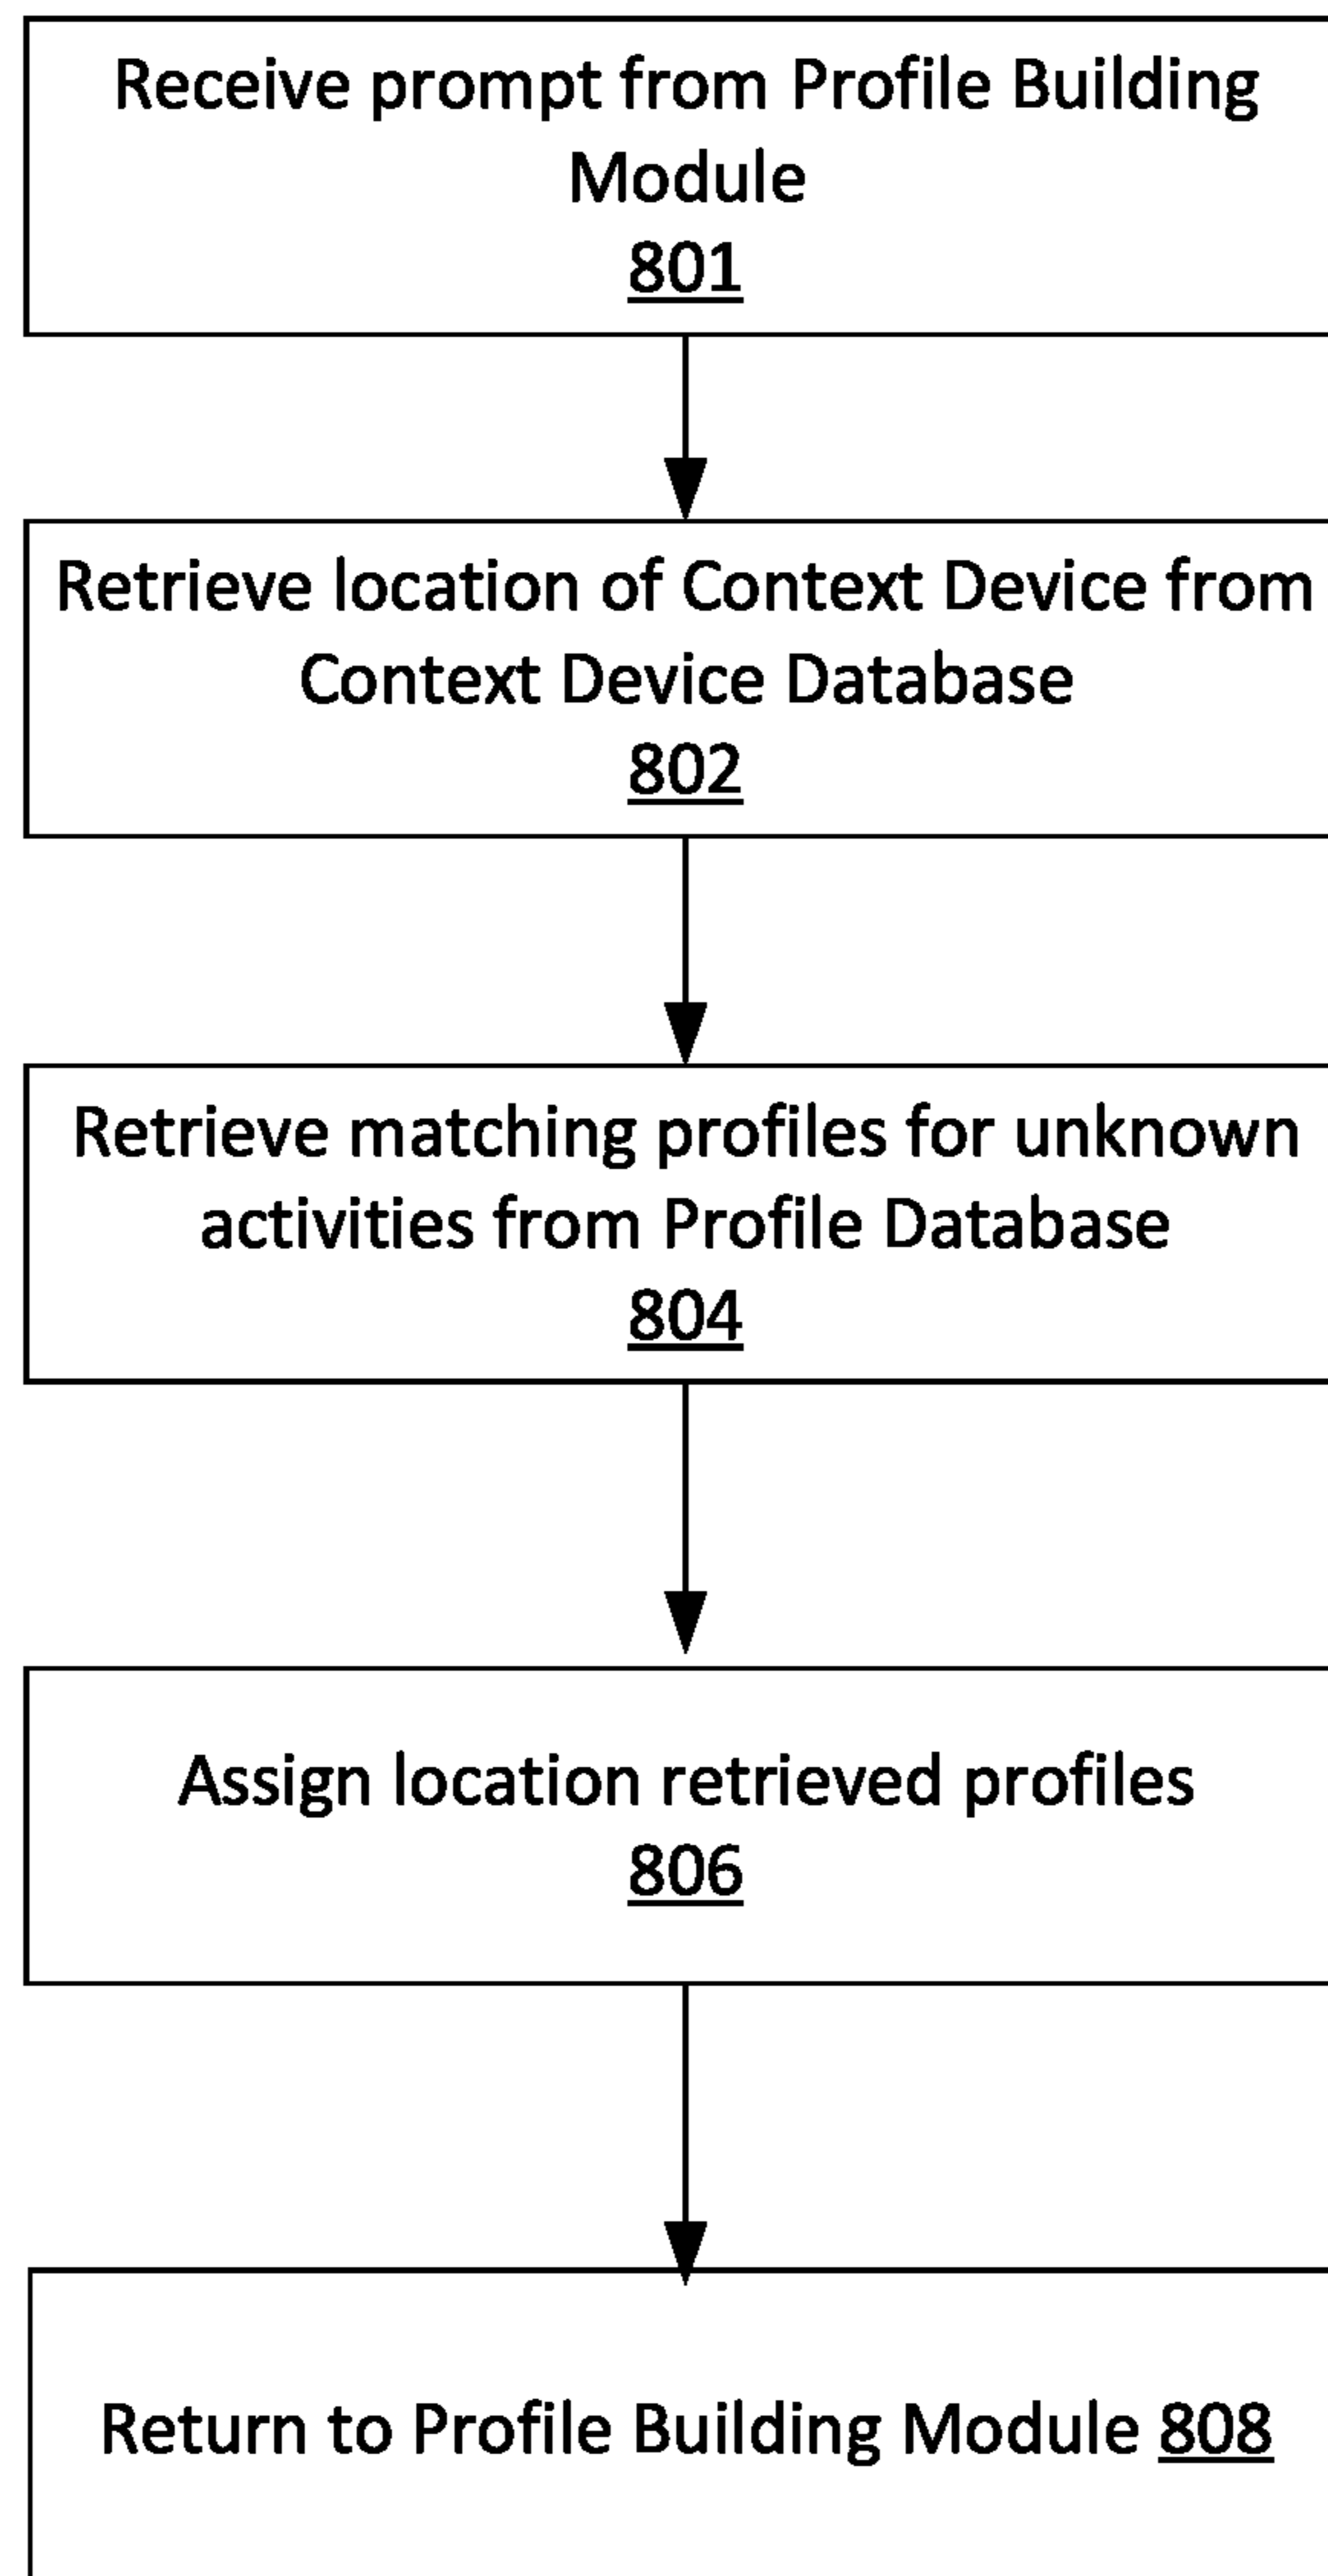 Receive prompt from Profile Building
Module
801
Retrieve location of Context Device from
Context Device Database
802
Retrieve matching profiles for unknown
activities from Profile Database
804
Assign location retrieved profiles
806
Return to Profile Building Module 808